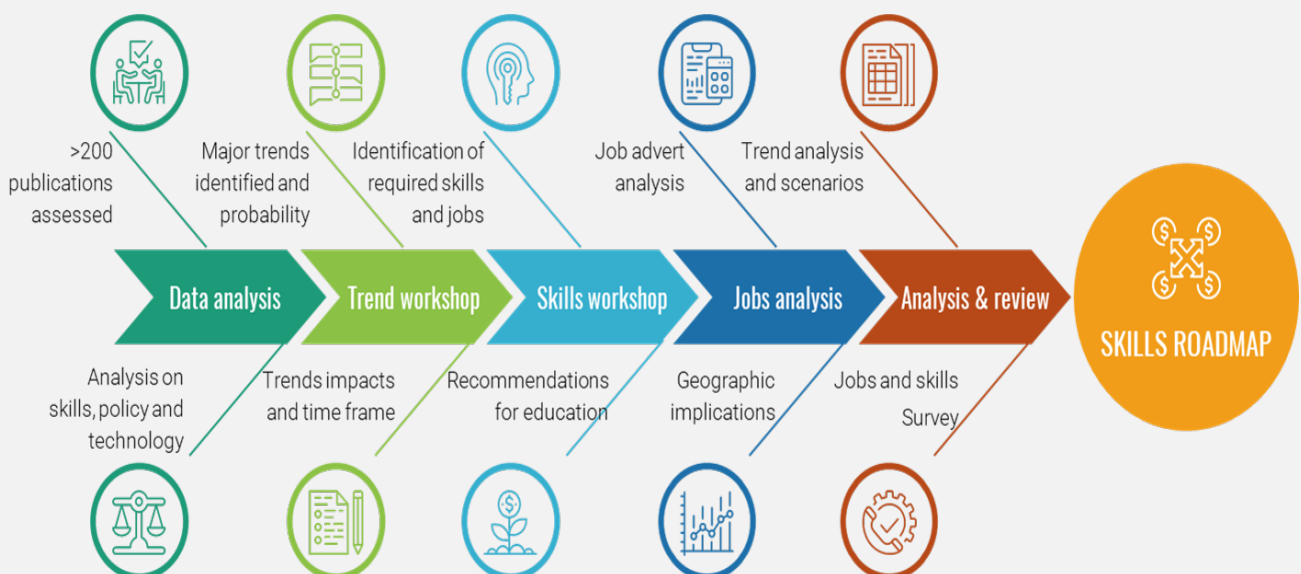 >200
publications
assessed
Major trends
identified and
probability
Identification of
required skills
and jobs
Job advert
analysis
Trend analysis
and scenarios
Data analysis
Trend workshop
Skills workshop
Jobs analysis
Analysis & review
SKILLS ROADMAP
Analysis on
skills, policy and
technology
Trends impacts
and time frame
Recommendations
for education
Geographic
implications
Jobs and skills
Survey